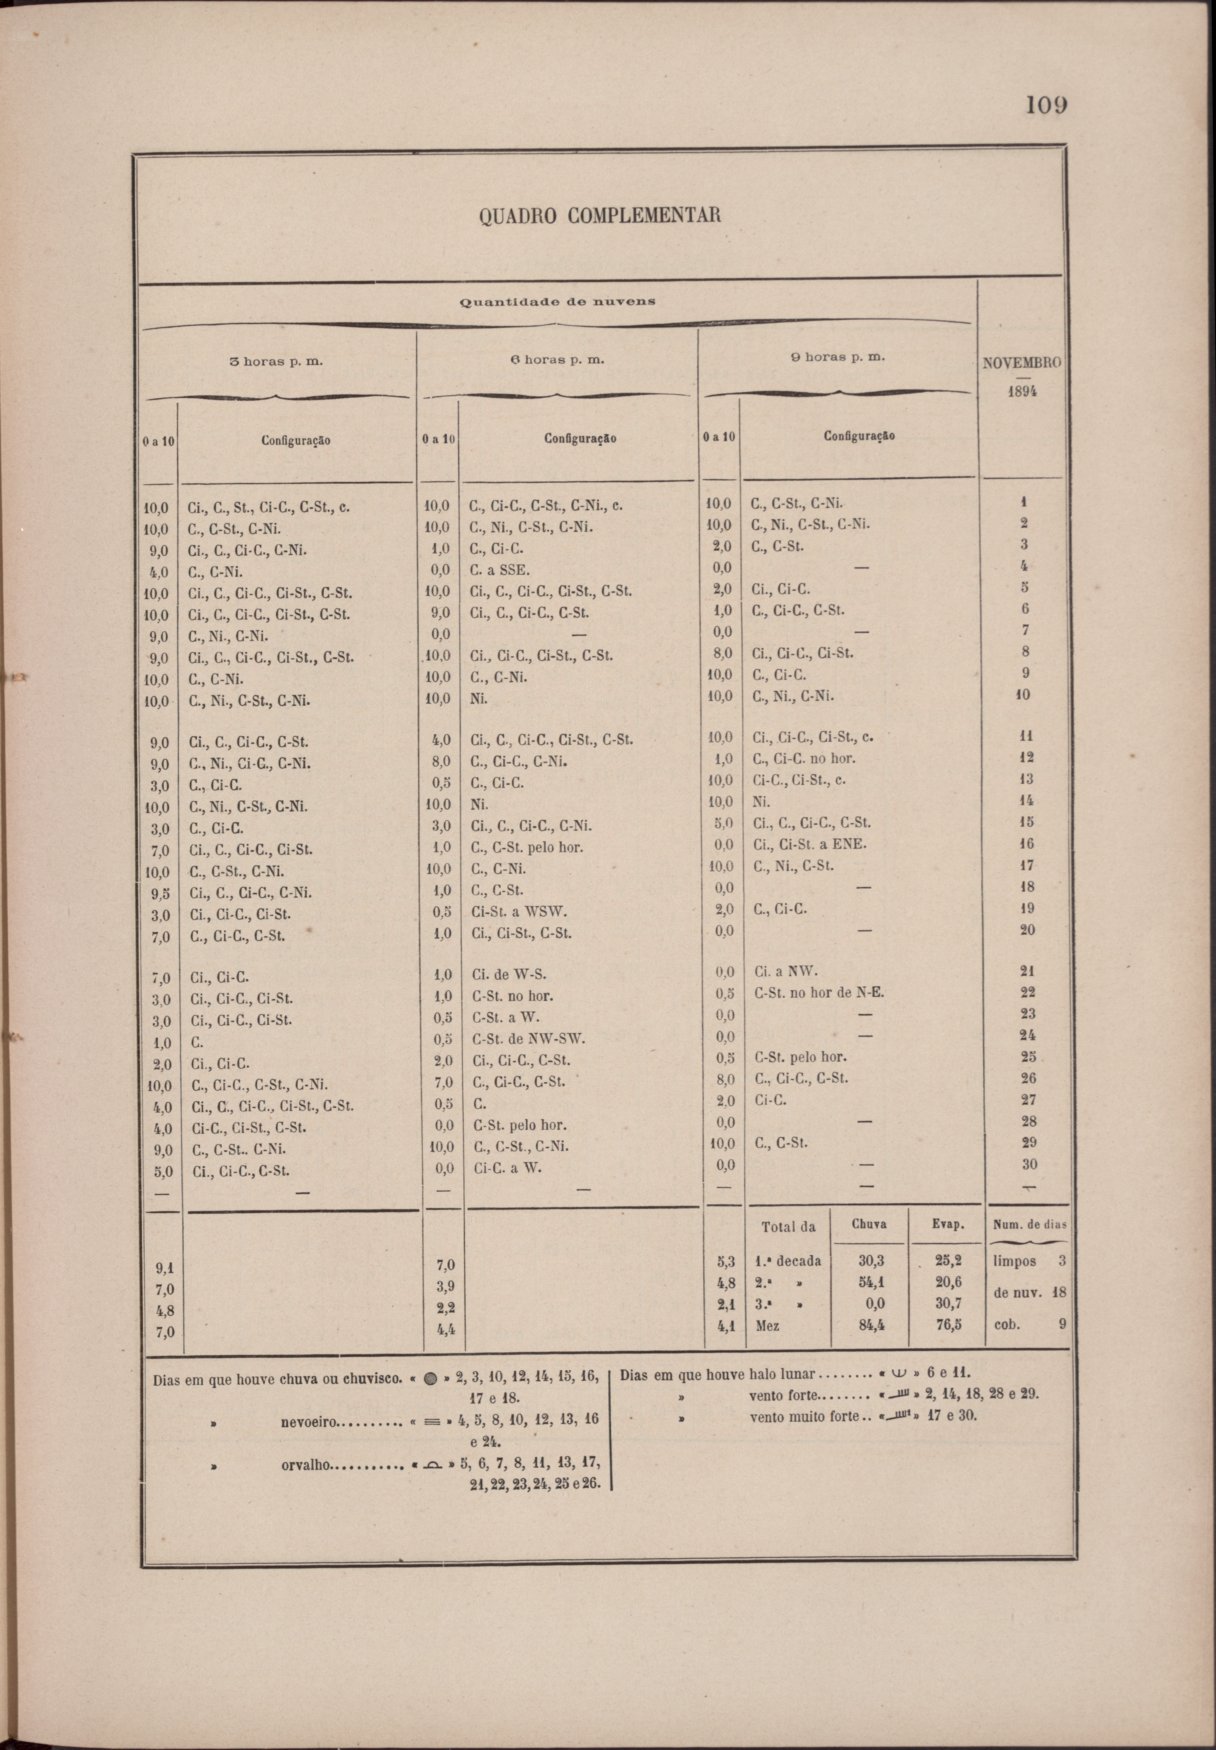 109
QUADRO COMPLEMENTAR
Quantidade de nuvens
3 horas p. m. 6 horas p. m. 9 horas p. m. NOVEMBRO
—
1894
0 a 10 Configuração 0 a 10 Configuração 0 a 10 Configuração
10,0 Ci., C., St., Ci-C., C-St., c. 10,0 C., Ci-C., C-St., C-Ni., c. 10,0 C., C-St., C-Ni. 1
10,0 C., C-St., C-Ni. 10,0 C., Ni., C-St., C-Ni. 10,0 C., Ni., C-St., C-Ni. 2
9,0 Ci., C., Ci-C., C-Ni. 1,0 C., Ci-C. 2,0 C., C-St. 3
4,0 C., C-Ni. 0,0 C. a SSE. 0,0 — 4
10,0 Ci., C., Ci-C., Ci-St., C-St. 10,0 Ci., C., Ci-C., Ci-St., C-St. 2,0 Ci., Ci-C. 5
10,0 Ci., C., Ci-C., Ci-St., C-St. 9,0 Ci., C., Ci-C., C-St. 1,0 C., Ci-C., C-St. 6
9,0 C., Ni., C-Ni. 0,0 — 0,0 — 7
9,0 Ci., C., Ci-C., Ci-St., C-St. 10,0 Ci., Ci-C., Ci-St., C-St. 8,0 Ci., Ci-C., Ci-St. 8
10,0 C., C-Ni. 10,0 C., C-Ni. 10,0 C., Ci-C. 9
10,0 C., Ni., C-St., C-Ni. 10,0 Ni. 10,0 C., Ni., C-Ni. 10
9,0 Ci., C., Ci-C., C-St. 4,0 Ci., C., Ci-C., Ci-St., C-St. 10,0 Ci., Ci-C., Ci-St., c. 11
9,0 C., Ni., Ci-C., C-Ni. 8,0 C., Ci-C., C-Ni. 1,0 C., Ci-C. no hor. 12
3,0 C., Ci-C. 0,5 C., Ci-C. 10,0 Ci-C., Ci-St., c. 13
10,0 C., Ni., C-St., C-Ni. 10,0 Ni. 10,0 Ni. 14
3,0 C., Ci-C. 3,0 Ci., C., Ci-C., C-Ni. 5,0 Ci., C., Ci-C., C-St. 15
7,0 Ci., C., Ci-C., Ci-St. 1,0 C., C-St. pelo hor. 0,0 Ci., Ci-St. a ENE. 16
10,0 C., C-St., C-Ni. 10,0 C., C-Ni. 10,0 C., Ni., C-St. 17
9,5 Ci., C., Ci-C., C-Ni. 1,0 C., C-St. 0,0 — 18
3,0 Ci., Ci-C., Ci-St. 0,5 Ci-St. a WSW. 2,0 C., Ci-C. 19
7,0 C., Ci-C., C-St. 1,0 Ci., Ci-St., C-St. 0,0 — 20
7,0 Ci., Ci-C. 1,0 Ci. de W-S. 0,0 Ci. a NW. 21
3,0 Ci., Ci-C., Ci-St. 1,0 C-St. no hor. 0,5 C-St. no hor de N-E. 22
3,0 Ci., Ci-C., Ci-St. 0,5 C-St. a W. 0,0 — 23
1,0 C. 0,5 C-St. de NW-SW. 0,0 — 24
2,0 Ci., Ci-C. 2,0 Ci., Ci-C., C-St. 0,5 C-St. pelo hor. 25
10,0 C., Ci-C., C-St., C-Ni. 7,0 C., Ci-C., C-St. 8,0 C., Ci-C., C-St. 26
4,0 Ci., C., Ci-C., Ci-St., C-St. 0,5 C. 2,0 Ci-C. 27
4,0 Ci-C., Ci-St., C-St. 0,0 C-St. pelo hor. 0,0 — 28
9,0 C., C-St.. C-Ni. 10,0 C., C-St., C-Ni. 10,0 C., C-St. 29
5,0 Ci., Ci-C., C-St. 0,0 Ci-C. a W. 0,0 — 30
— — — — — — —
Total da Chuva Evap. Num. de dias
9,1 7,0 5,3 1.ª decada 30,3 25,2 limpos 3
7,0 3,9 4,8 2.ª » 54,1 20,6 de nuv. 18
4,8 2,2 2,1 3.ª » 0,0 30,7
7,0 4,4 4,1 Mez 84,4 76,5 cob. 9
Dias em que houve chuva ou chuvisco. « » 2, 3, 10, 12, 14, 15, 16,
17 e 18.
» nevoeiro.......... « ≡ » 4, 5, 8, 10, 12, 13, 16
e 24.
» orvalho........... « » 5, 6, 7, 8, 11, 13, 17,
21, 22, 23, 24, 25 e 26.
Dias em que houve halo lunar........ « » 6 e 11.
» vento forte........ « » 2, 14, 18, 28 e 29.
» vento muito forte.. « » 17 e 30.